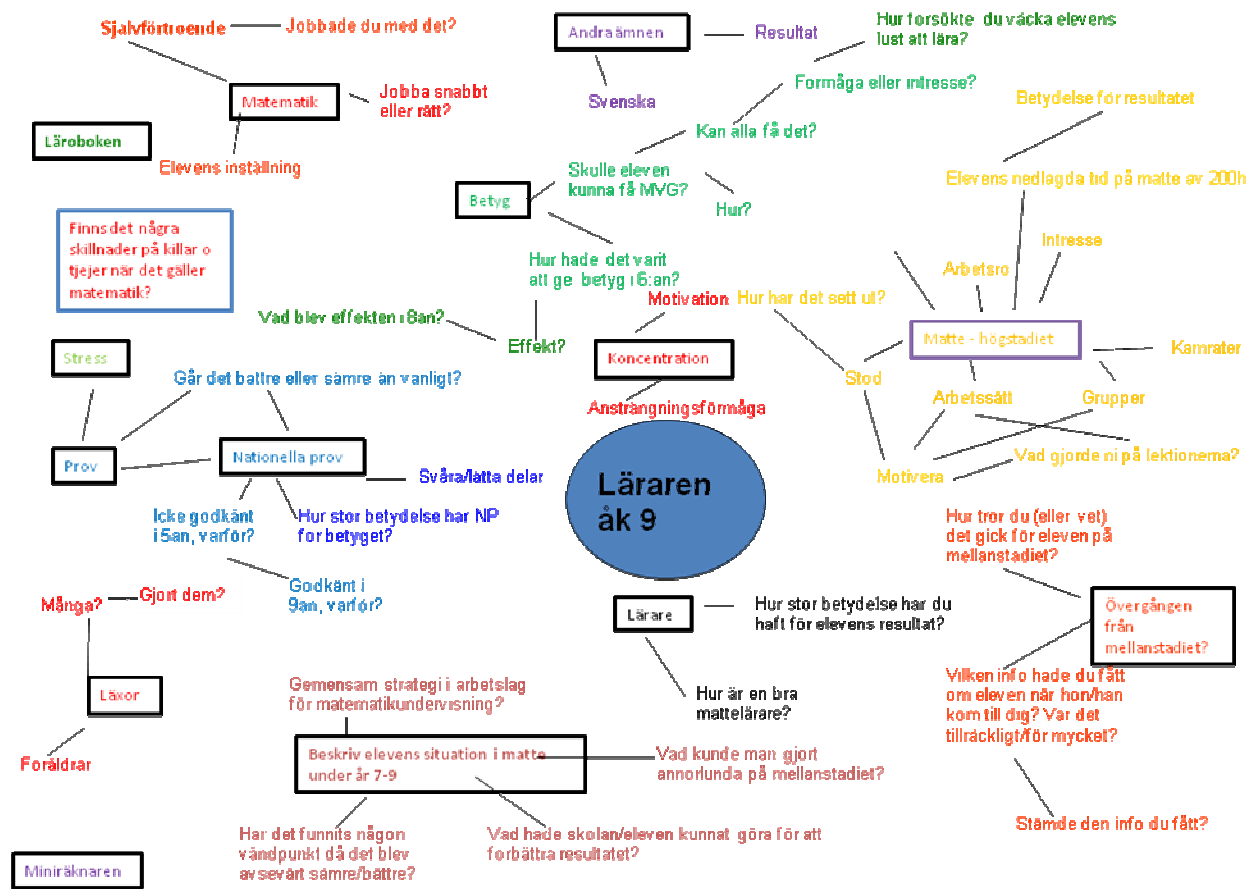 Självförtroende
Jobbade du med det?
Matematik
Jobba snabbt
eller rätt?
Läroboken
Elevens inställning
Finns det några
skillnader på killar o
tjejer när det gäller
matematik?
Andra ämnen
Resultat
Svenska
Hur försökte du väcka elevens
lust att lära?
Förmåga eller intresse?
Kan alla få det?
Skulle eleven
kunna få MVG?
Betyg
Hur?
Hur hade det varit
att ge betyg i 6:an?
Vad blev effekten i 8an?
Effekt?
Betydelse för resultatet
Elevens nedlagda tid på matte av 200h
Intresse
Arbetsro
Matte - högstadiet
Kamrater
Hur har det sett ut?
Stöd
Arbetssätt
Grupper
Motivera
Vad gjorde ni på lektionerna?
Motivation
Koncentration
Ansträngningsförmåga
Stress
Går det bättre eller sämre än vanligt?
Prov
Nationella prov
Svåra/lätta delar
Icke godkänt
i 5an, varför?
Hur stor betydelse har NP
för betyget?
Godkänt i
9an, varför?
Läraren
åk 9
Hur tror du (eller vet)
det gick för eleven på
mellanstadiet?
Övergången
från
mellanstadiet?
Vilken info hade du fått
om eleven när hon/han
kom till dig? Var det
tillräckligt/för mycket?
Stämde den info du fått?
Många?
Gjort dem?
Läxor
Föräldrar
Lärare
Hur stor betydelse har du
haft för elevens resultat?
Hur är en bra
mattelärare?
Gemensam strategi i arbetslag
för matematikundervisning?
Beskriv elevens situation i matte
under år 7-9
Vad kunde man gjort
annorlunda på mellanstadiet?
Har det funnits någon
vändpunkt då det blev
avsevärt sämre/bättre?
Vad hade skolan/eleven kunnat göra för att
förbättra resultatet?
Miniräknaren